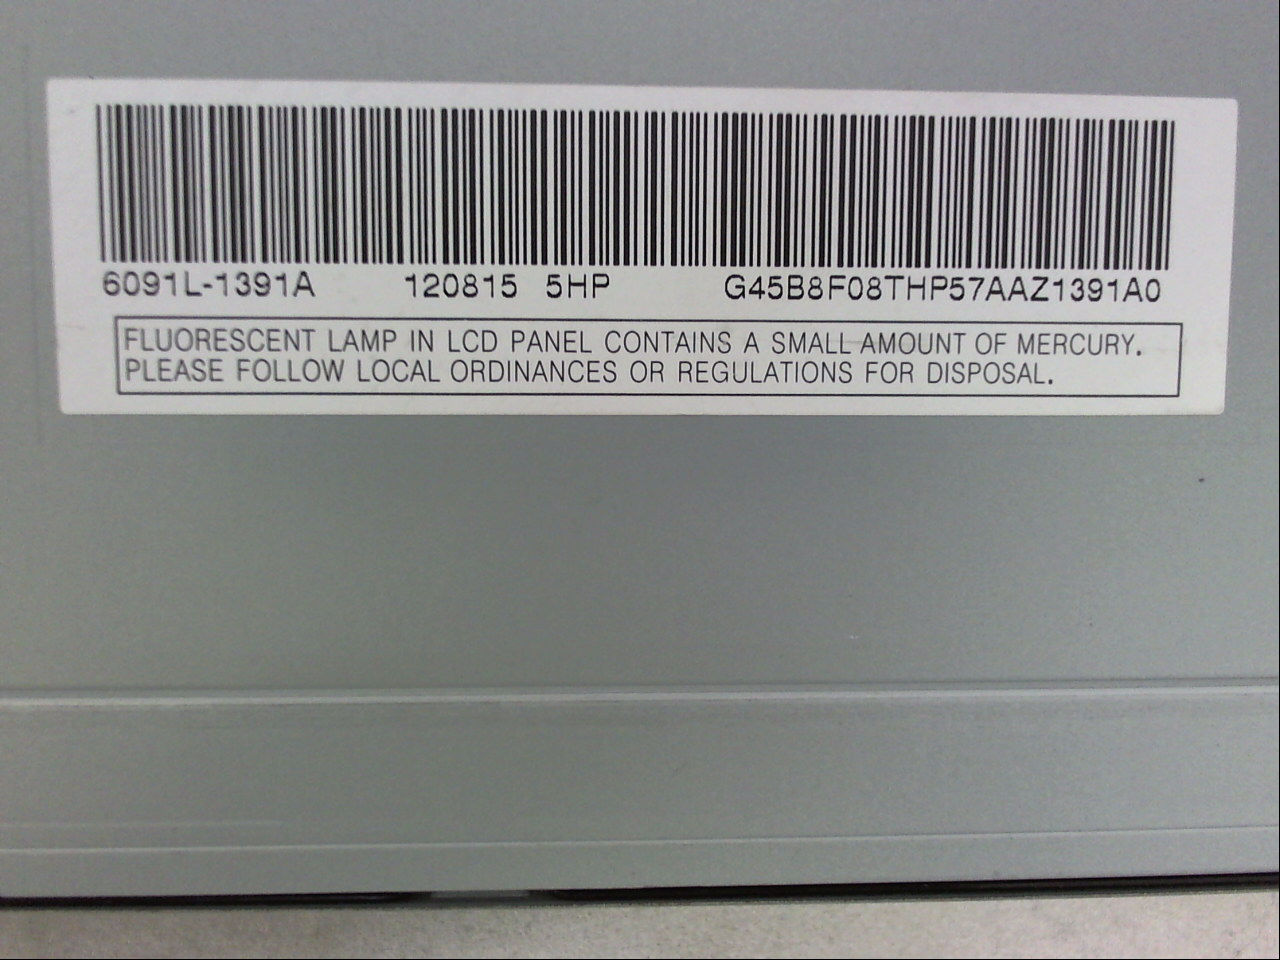 6091L-1391A 120815 5HP G45B8F08THP57AAZ1391A0
FLUORESCENT LAMP IN LCD PANEL CONTAINS A SMALL AMOUNT OF MERCURY.
PLEASE FOLLOW LOCAL ORDINANCES OR REGULATIONS FOR DISPOSAL.